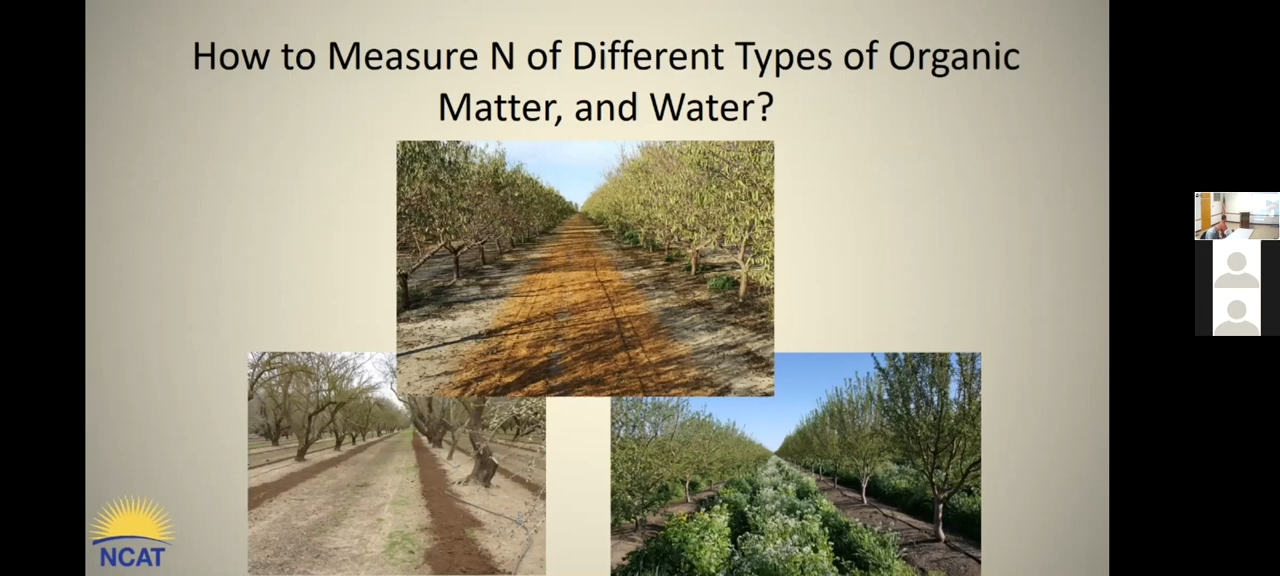 How to Measure N of Different Types of Organic
Matter, and Water?
NCAT